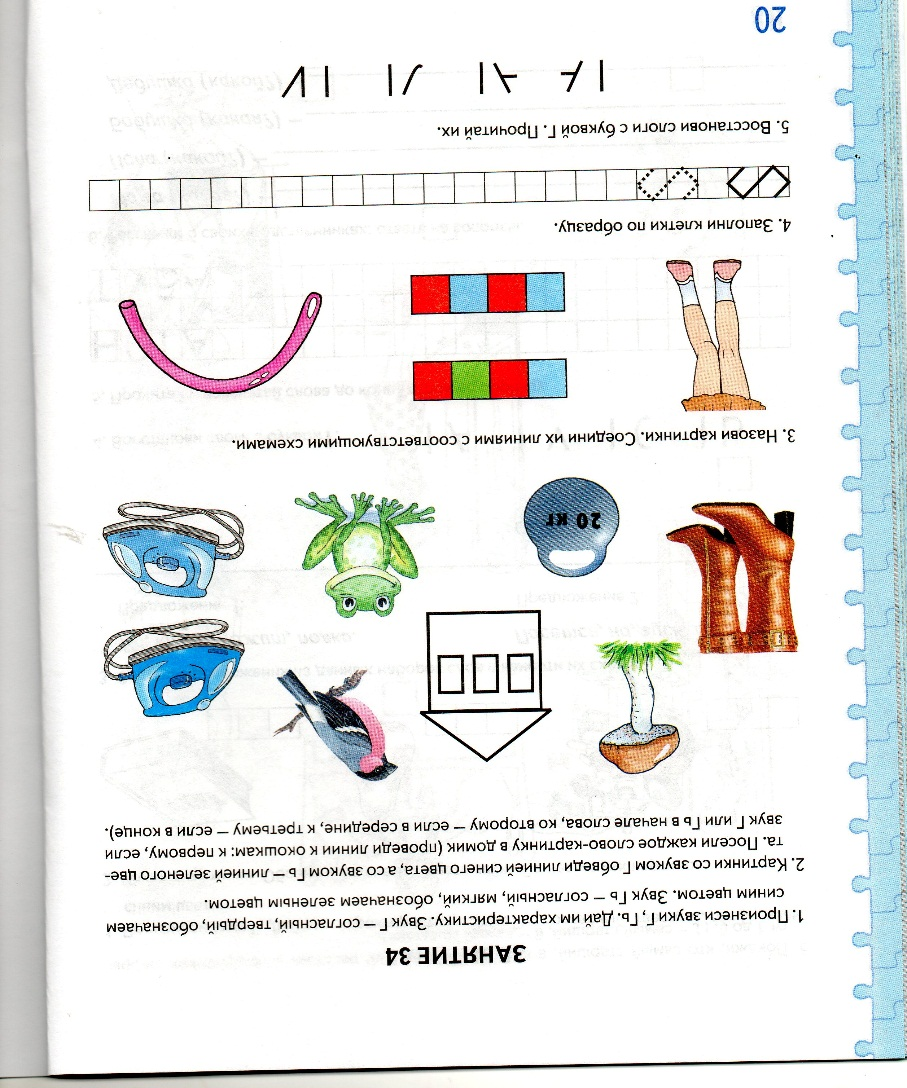 ЗАНЯТИЕ 34
1. Произнеси звуки Г, Гь. Дай им характеристику. Звук Г – согласный, твердый, обозначаем
синим цветом. Звук Гь – согласный, мягкий, обозначаем зеленым цветом.
2. Картинки со звуком Г обведи линией синего цвета, а со звуком Гь – линией зеленого цве-
та. Посели каждое слово-картинку в домик (проведи линии к окошкам: к первому, если
звук Г или Гь в начале слова, ко второму – если в середине, к третьему – если в конце).
20 кг
3. Назови картинки. Соедини их линиями с соответствующими схемами.
4. Заполни клетки по образцу.
5. Восстанови слоги с буквой Г. Прочитай их.
20